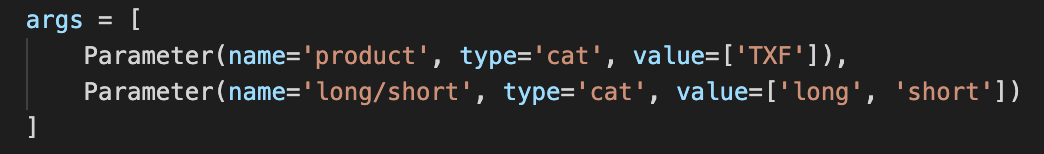 args = [
    Parameter(name='product', type='cat', value=['TXF']),
    Parameter(name='long/short', type='cat', value=['long', 'short'])
]